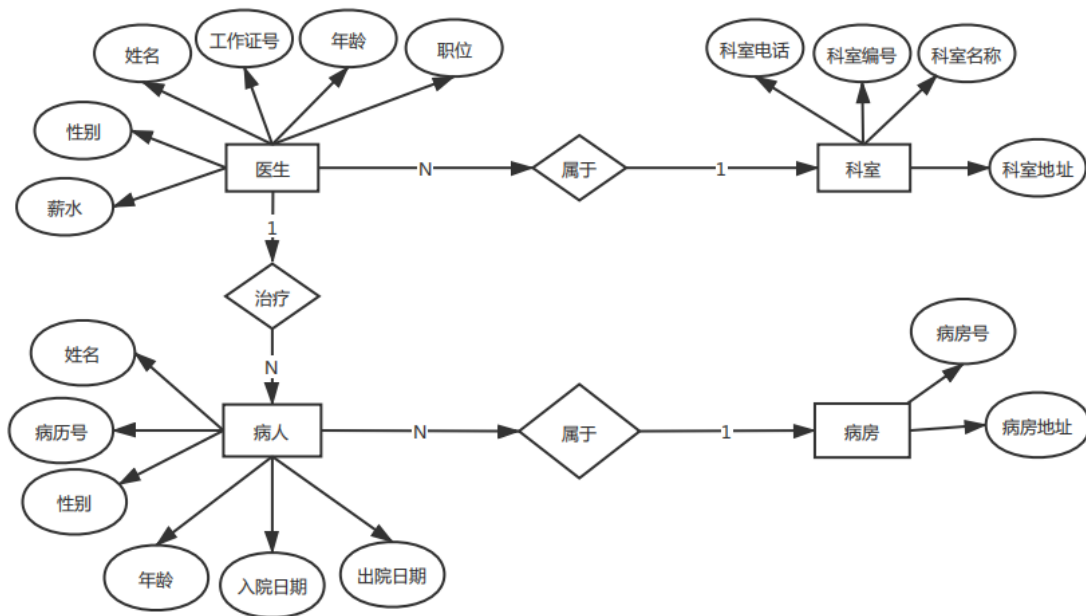 姓名
工作证号
年龄
职位
科室电话
科室编号
科室名称
性别
医生
N
属于
1
科室
科室地址
薪水
1
治疗
N
姓名
病历号
性别
病人
N
属于
1
病房
病房号
病房地址
年龄
入院日期
出院日期